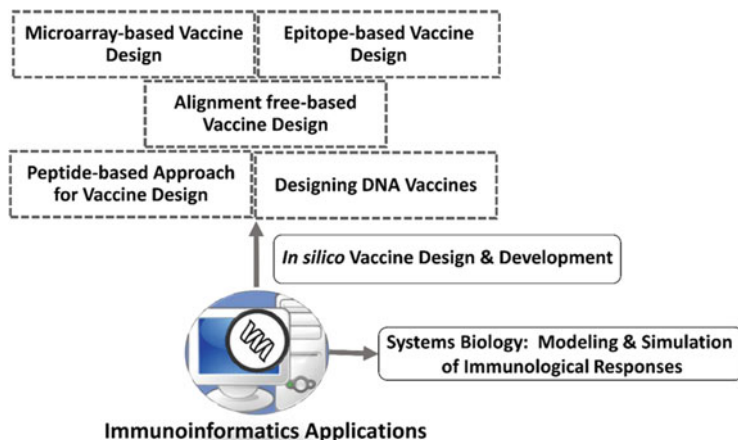 Microarray-based Vaccine
Design
Epitope-based Vaccine
Design
Alignment free-based
Vaccine Design
Peptide-based Approach
for Vaccine Design
Designing DNA Vaccines
In silico Vaccine Design & Development
Systems Biology: Modeling & Simulation
of Immunological Responses
Immunoinformatics Applications